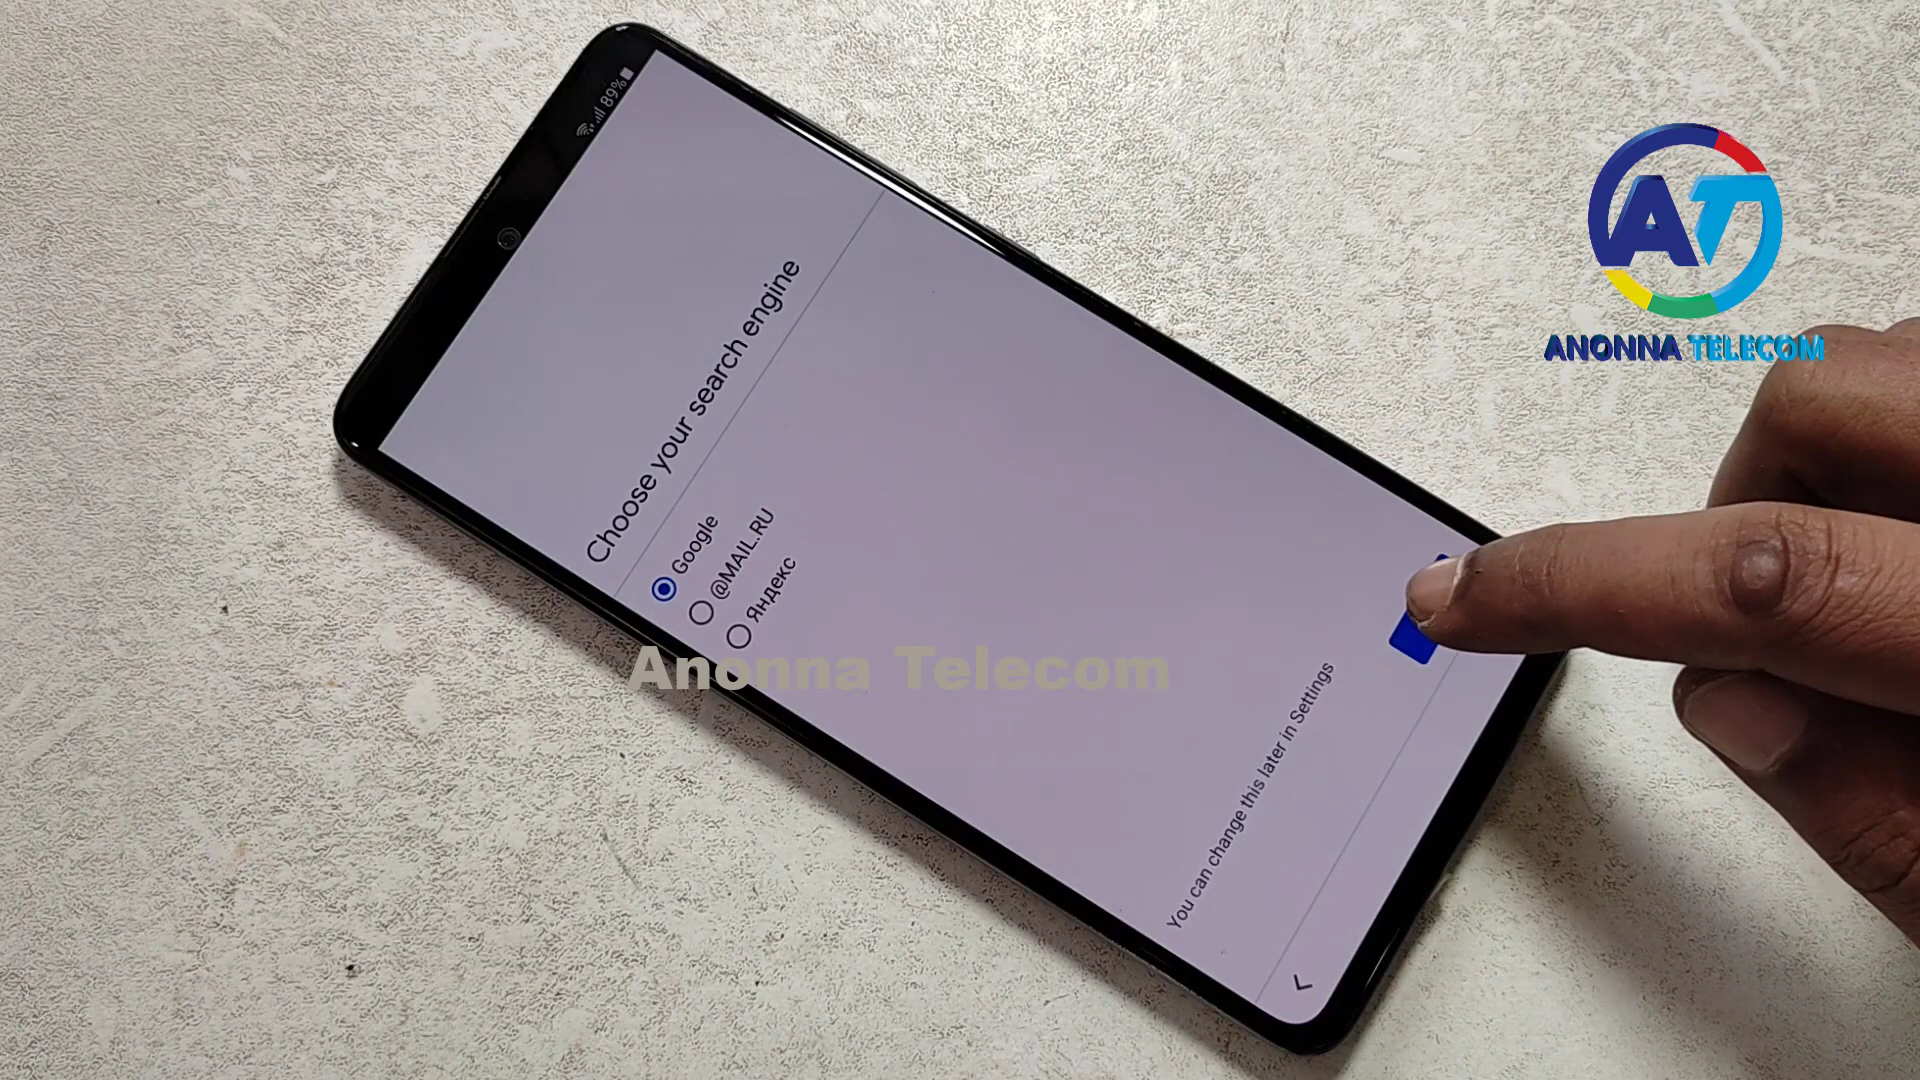 89%
Choose your search engine
Google
@MAIL.RU
Яндекс
You can change this later in Settings
AT
ANONNA TELECOM
Anonna Telecom